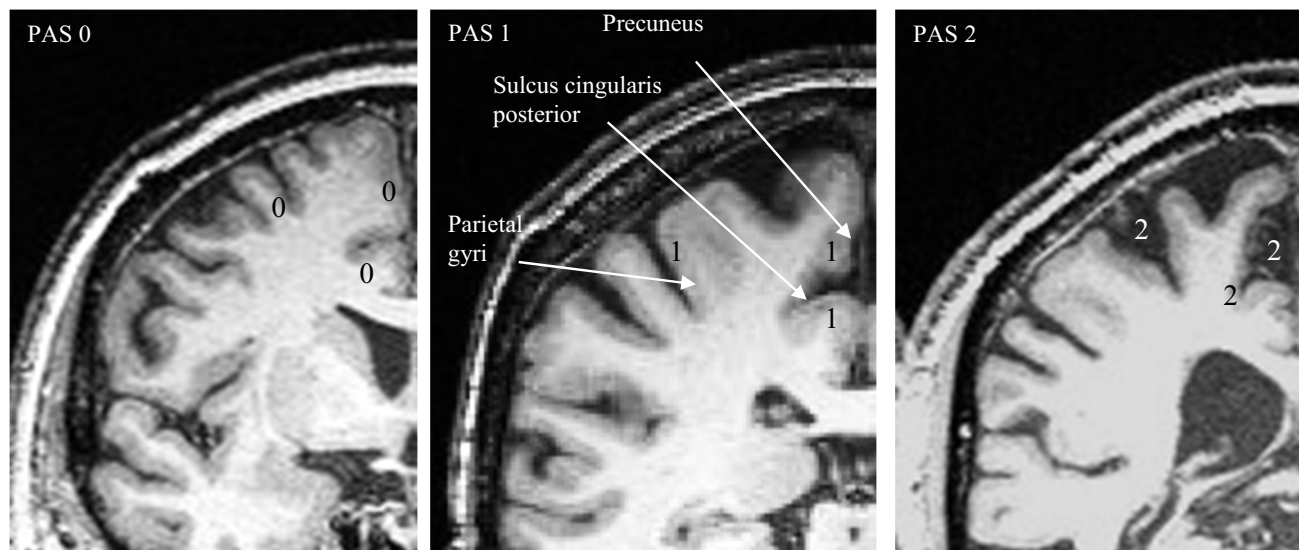 PAS 0
0
0
0
PAS 1
Precuneus
Sulcus cingularis
posterior
Parietal
gyri
1
1
1
PAS 2
2
2
2